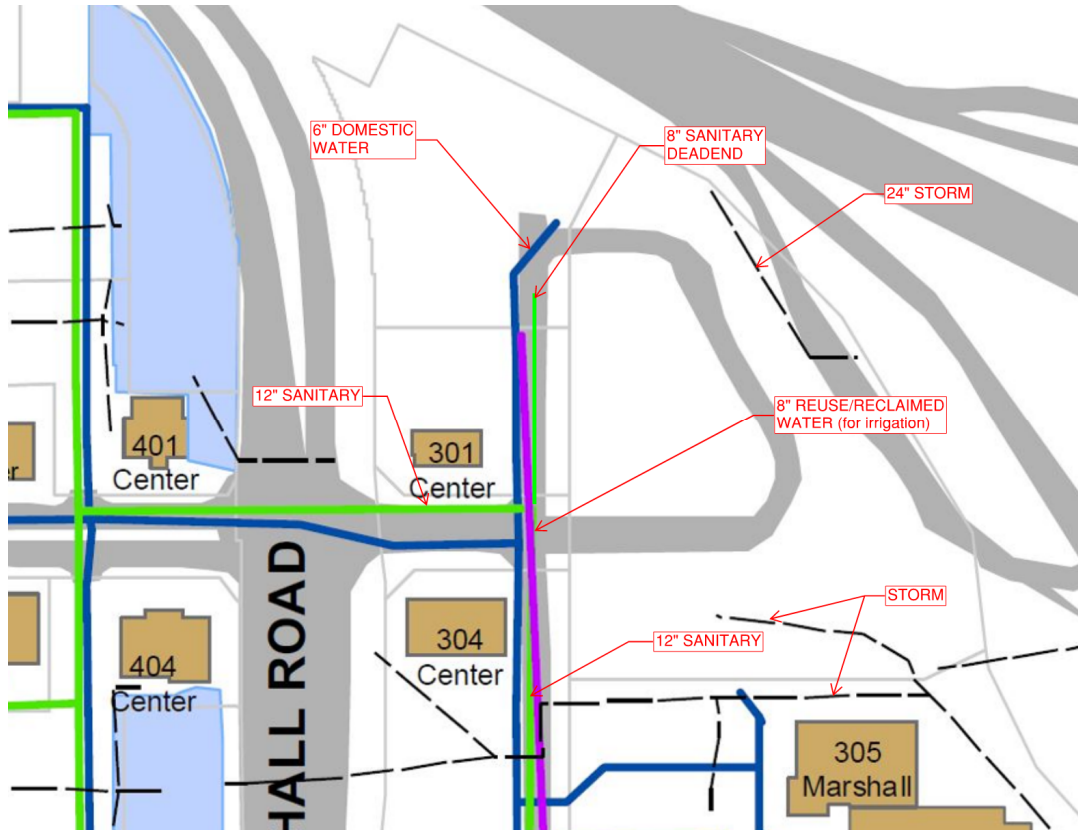 6" DOMESTIC
WATER
8" SANITARY
DEADEND
24" STORM
12" SANITARY
8" REUSE/RECLAIMED
WATER (for irrigation)
401
Center
301
Center
er
HALL ROAD
STORM
12" SANITARY
304
Center
404
Center
305
Marshall